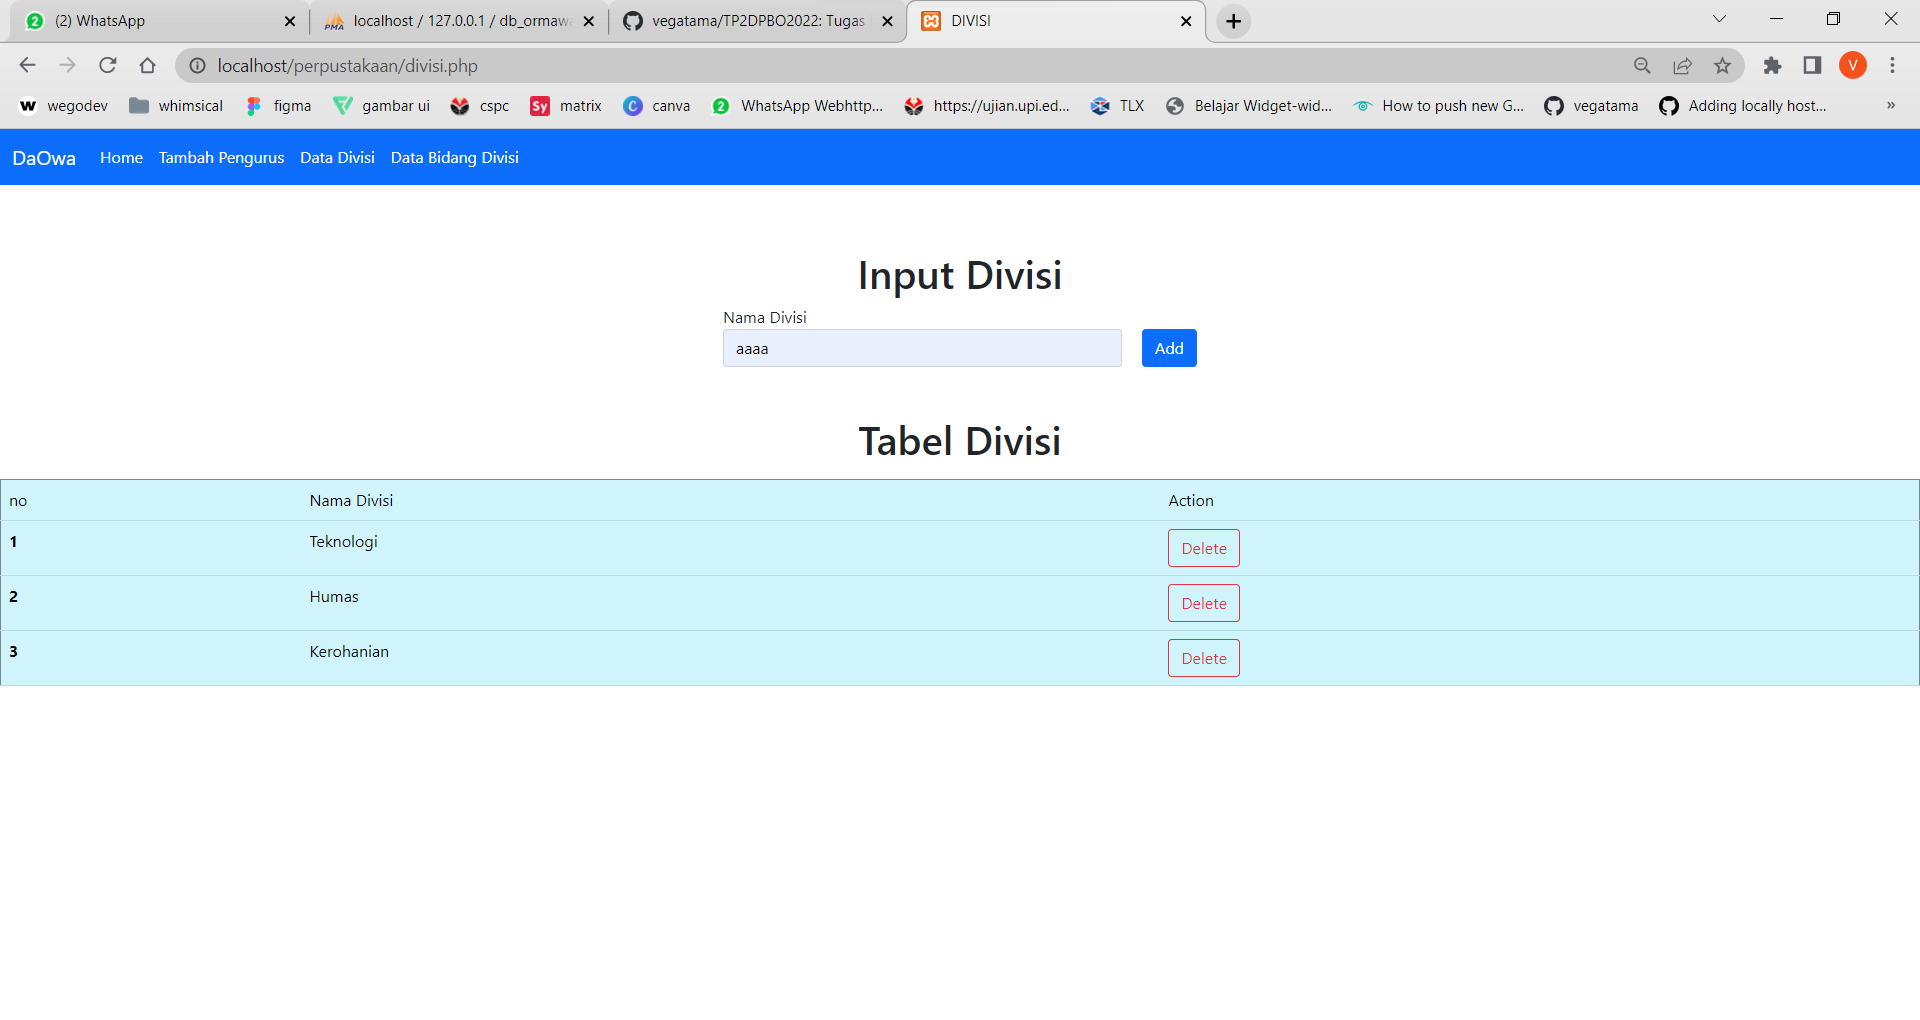 (2) WhatsApp
localhost / 127.0.0.1 / db_ormaw
vegatama/TP2DPBO2022: Tugas
DIVISI
localhost/perpustakaan/divisi.php
V
wegodev
whimsical
figma
gambar ui
cspc
Sy matrix
canva
WhatsApp Webhttp...
https://ujian.upi.ed...
TLX
Belajar Widget-wid...
How to push new G...
vegatama
Adding locally host...
»
DaOwa Home Tambah Pengurus Data Divisi Data Bidang Divisi
Input Divisi
Nama Divisi
aaaa Add
Tabel Divisi
no Nama Divisi Action
1 Teknologi Delete
2 Humas Delete
3 Kerohanian Delete